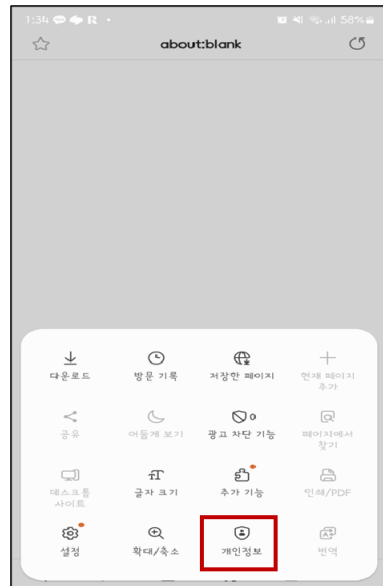 1:34 R • 58%
about:blank
다운로드 방문 기록 저장한 페이지 현재 페이지
추가
공유 어둡게 보기 0 광고 차단 기능 페이지에서
찾기
데스크톱
사이트 글자 크기 추가 기능 인쇄/PDF
설정 확대/축소 개인정보 번역